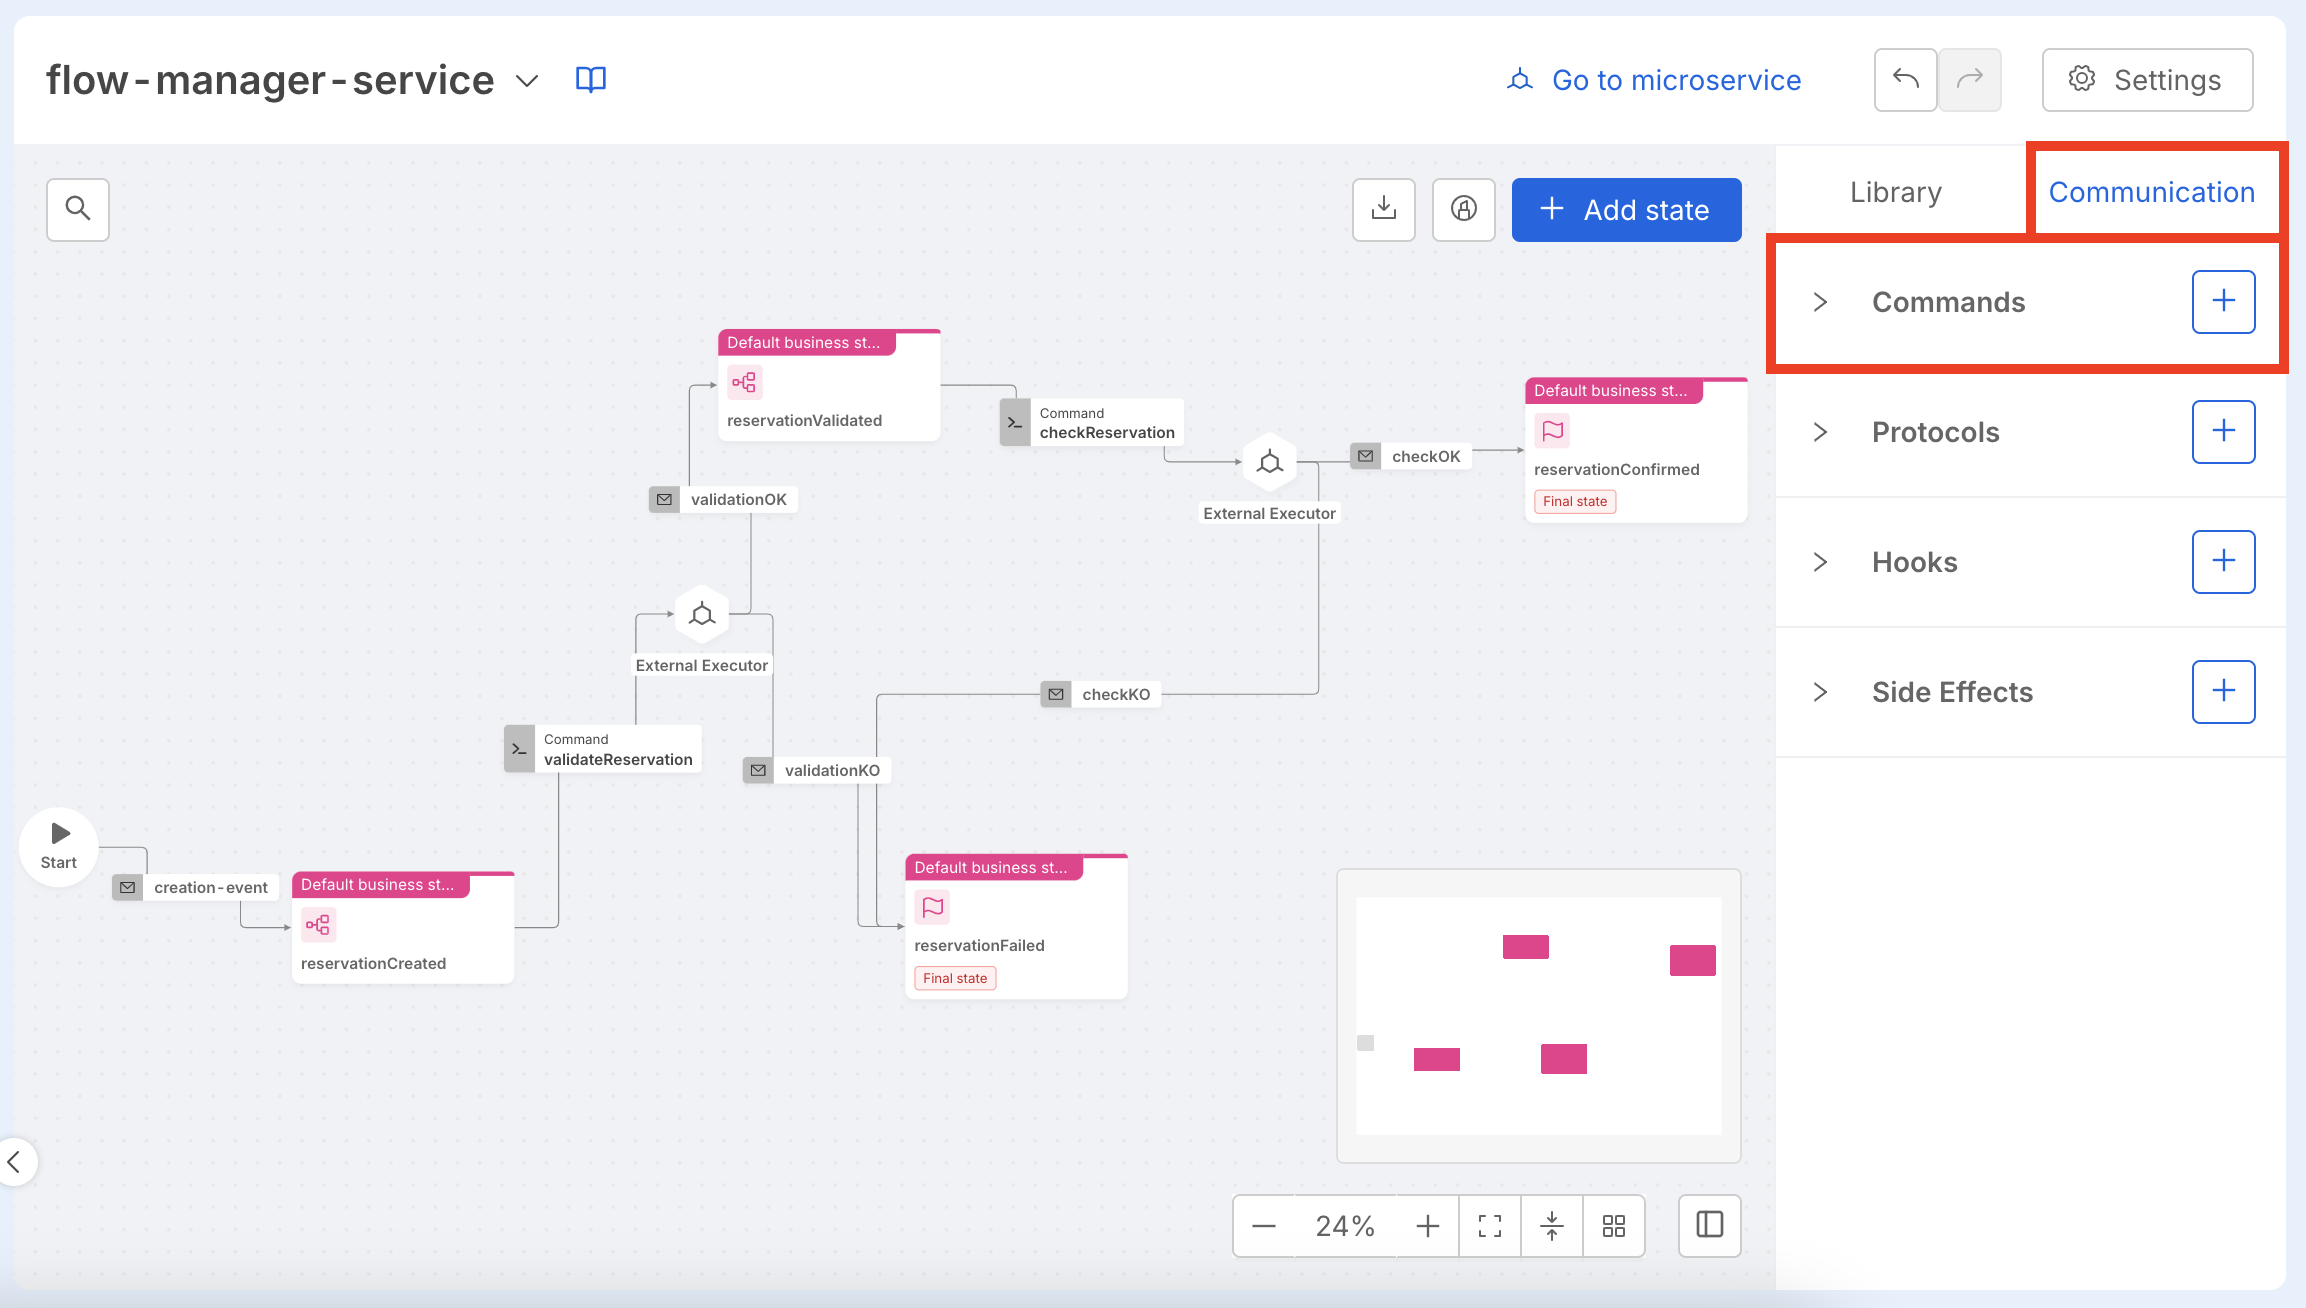 flow-manager-service
Go to microservice
Settings
Library
Communication
Add state
Commands
Protocols
Hooks
Side Effects
Default business st...
reservationValidated
Command
checkReservation
Default business st...
reservationConfirmed
Final state
checkOK
External Executor
validationOK
External Executor
checkKO
Command
validateReservation
validationKO
Start
creation-event
Default business st...
reservationCreated
Default business st...
reservationFailed
Final state
24%